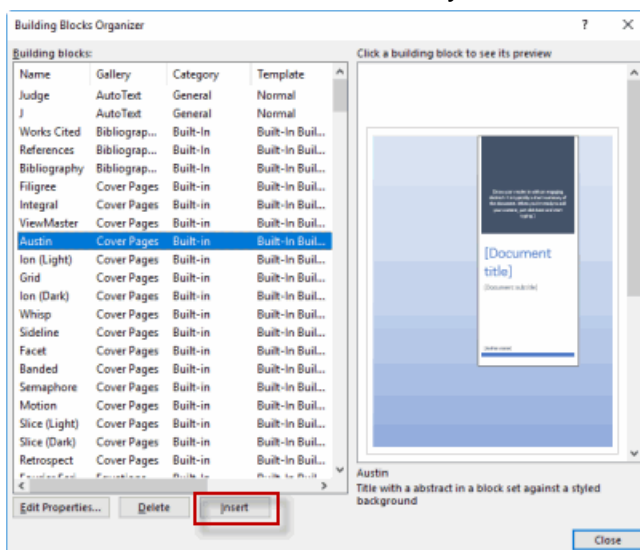 Building Blocks Organizer ? ×
Building blocks: Click a building block to see its preview
Name Gallery Category Template
Judge AutoText General Normal
J AutoText General Normal
Works Cited Bibliograp... Built-In Built-In Buil...
References Bibliograp... Built-In Built-In Buil...
Bibliography Bibliograp... Built-In Built-In Buil...
Filigree Cover Pages Built-in Built-In Buil...
Integral Cover Pages Built-in Built-In Buil...
ViewMaster Cover Pages Built-in Built-In Buil...
Austin Cover Pages Built-in Built-In Buil...
Ion (Light) Cover Pages Built-in Built-In Buil...
Grid Cover Pages Built-in Built-In Buil...
Ion (Dark) Cover Pages Built-in Built-In Buil...
Whisp Cover Pages Built-in Built-In Buil...
Sideline Cover Pages Built-in Built-In Buil...
Facet Cover Pages Built-in Built-In Buil...
Banded Cover Pages Built-in Built-In Buil...
Semaphore Cover Pages Built-in Built-In Buil...
Motion Cover Pages Built-in Built-In Buil...
Slice (Light) Cover Pages Built-in Built-In Buil...
Slice (Dark) Cover Pages Built-in Built-In Buil...
Retrospect Cover Pages Built-in Built-In Buil...
[Document
title]
[Document subtitle]
Austin
Title with a abstract in a block set against a styled
background
Edit Properties... Delete Insert
Close